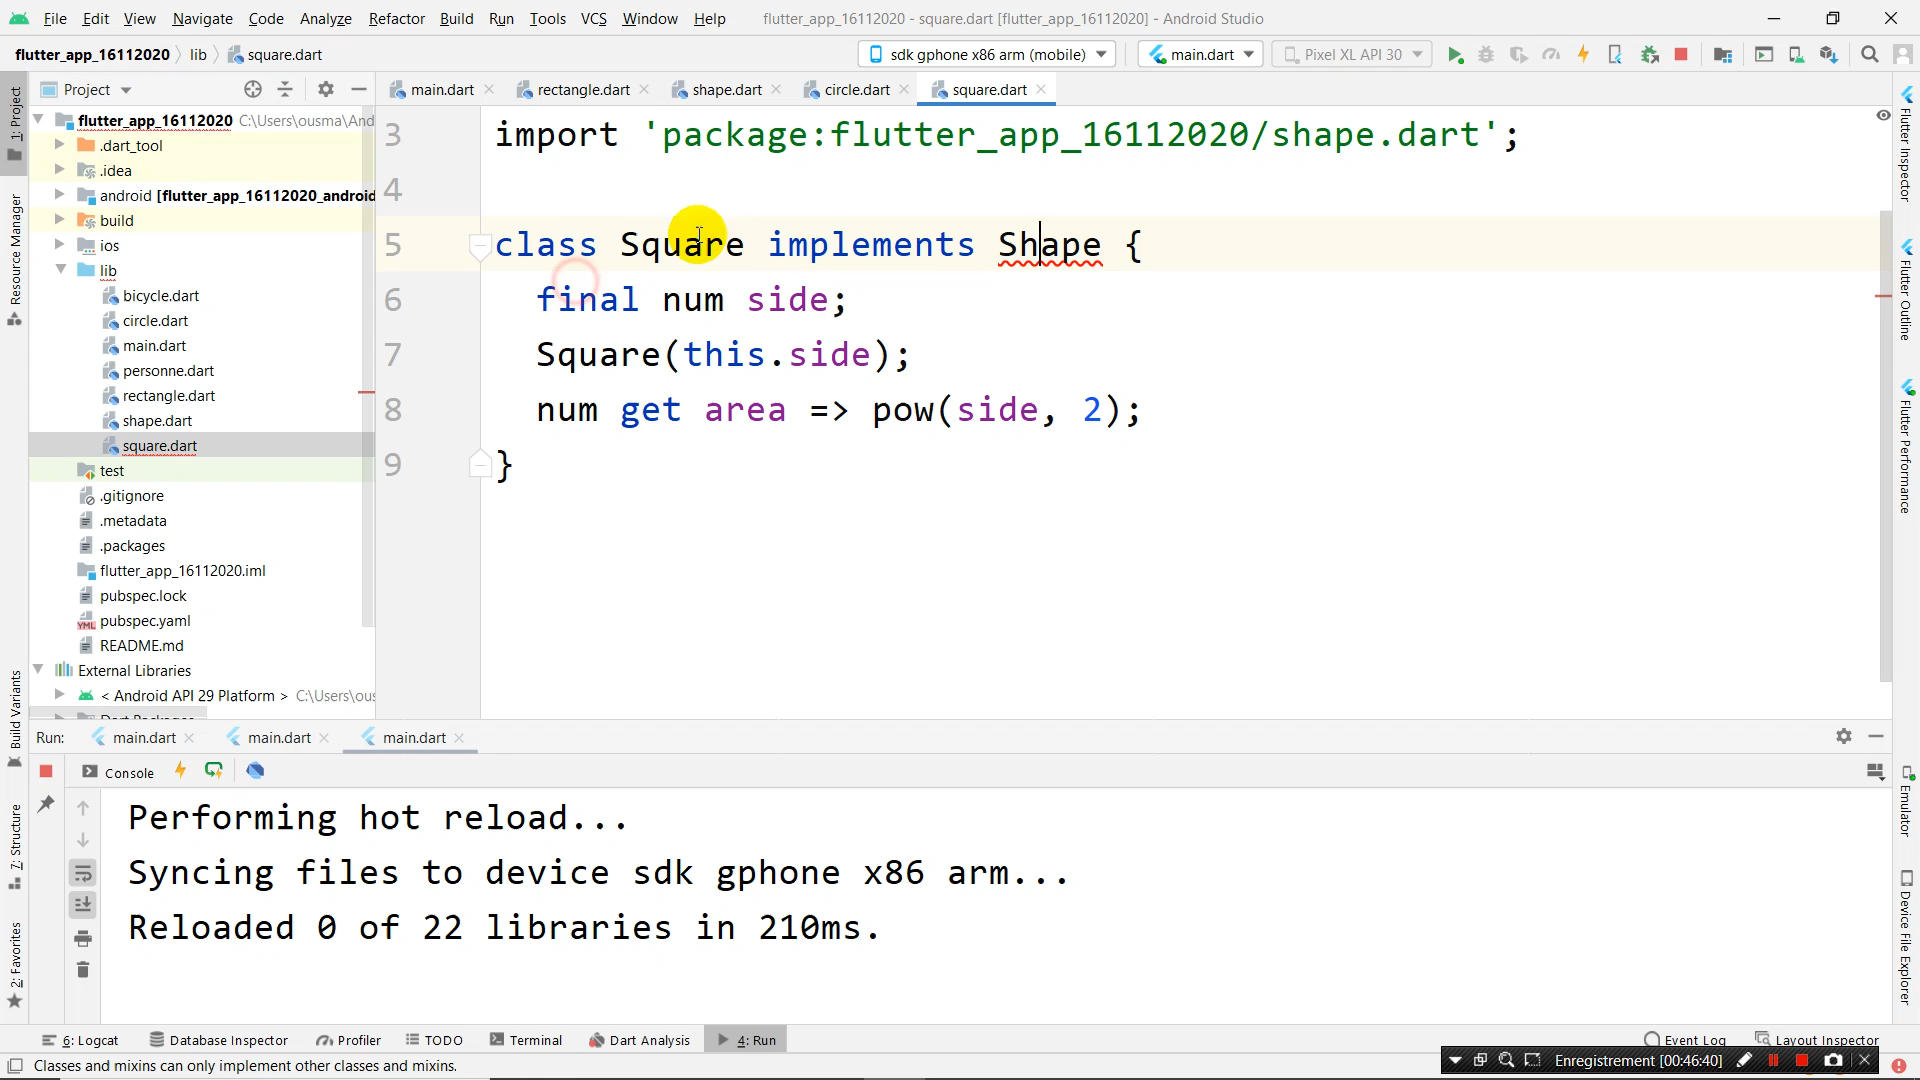 File Edit View Navigate Code Analyze Refactor Build Run Tools VCS Window Help flutter_app_16112020 - square.dart [flutter_app_16112020] - Android Studio
flutter_app_16112020 lib square.dart sdk gphone x86 arm (mobile) main.dart Pixel XL API 30
Project main.dart rectangle.dart shape.dart circle.dart square.dart
flutter_app_16112020 C:\Users\ousma\And
.dart_tool
.idea
android [flutter_app_16112020_android
build
ios
lib
bicycle.dart
circle.dart
main.dart
personne.dart
rectangle.dart
shape.dart
square.dart
test
.gitignore
.metadata
.packages
flutter_app_16112020.iml
pubspec.lock
pubspec.yaml
README.md
External Libraries
< Android API 29 Platform > C:\Users\ous
3 import 'package:flutter_app_16112020/shape.dart';
4
5 class Square implements Shape {
6 final num side;
7 Square(this.side);
8 num get area => pow(side, 2);
9 }
1: Project
Resource Manager
Build Variants
7: Structure
2: Favorites
Flutter Inspector
Flutter Outline
Flutter Performance
Emulator
Device File Explorer
Run: main.dart main.dart main.dart
Console
Performing hot reload...
Syncing files to device sdk gphone x86 arm...
Reloaded 0 of 22 libraries in 210ms.
6: Logcat Database Inspector Profiler TODO Terminal Dart Analysis 4: Run Event Log Layout Inspector
Classes and mixins can only implement other classes and mixins.
Enregistrement [00:46:40]